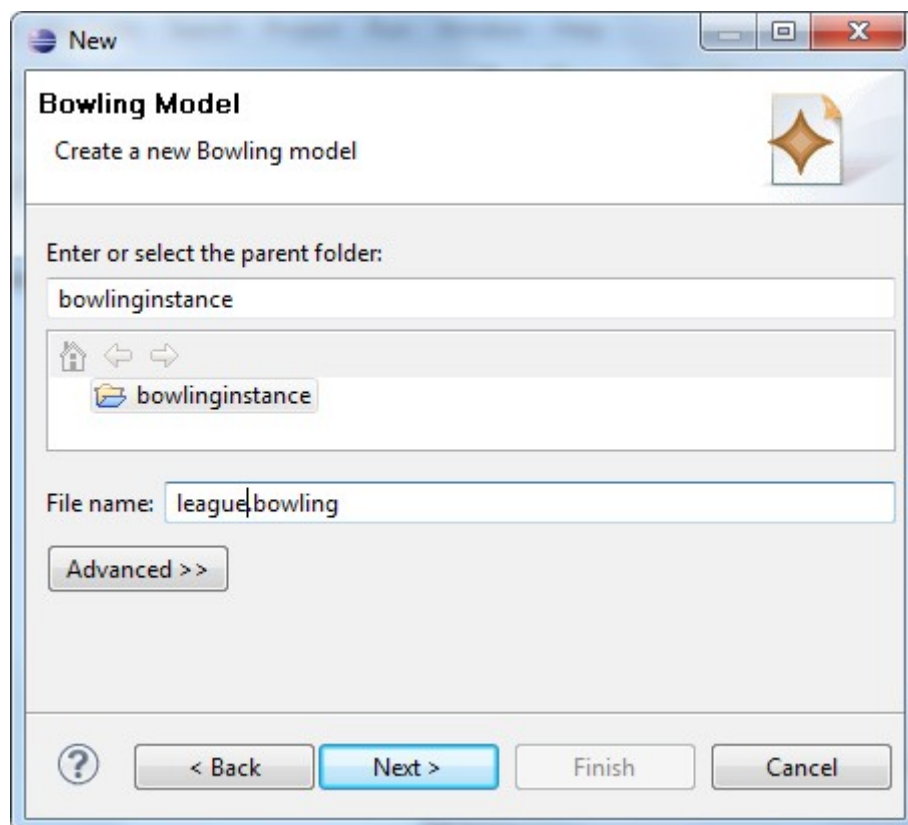 New
Bowling Model
Create a new Bowling model
Enter or select the parent folder:
bowlinginstance
bowlinginstance
File name: league.bowling
Advanced >>
? < Back Next > Finish Cancel